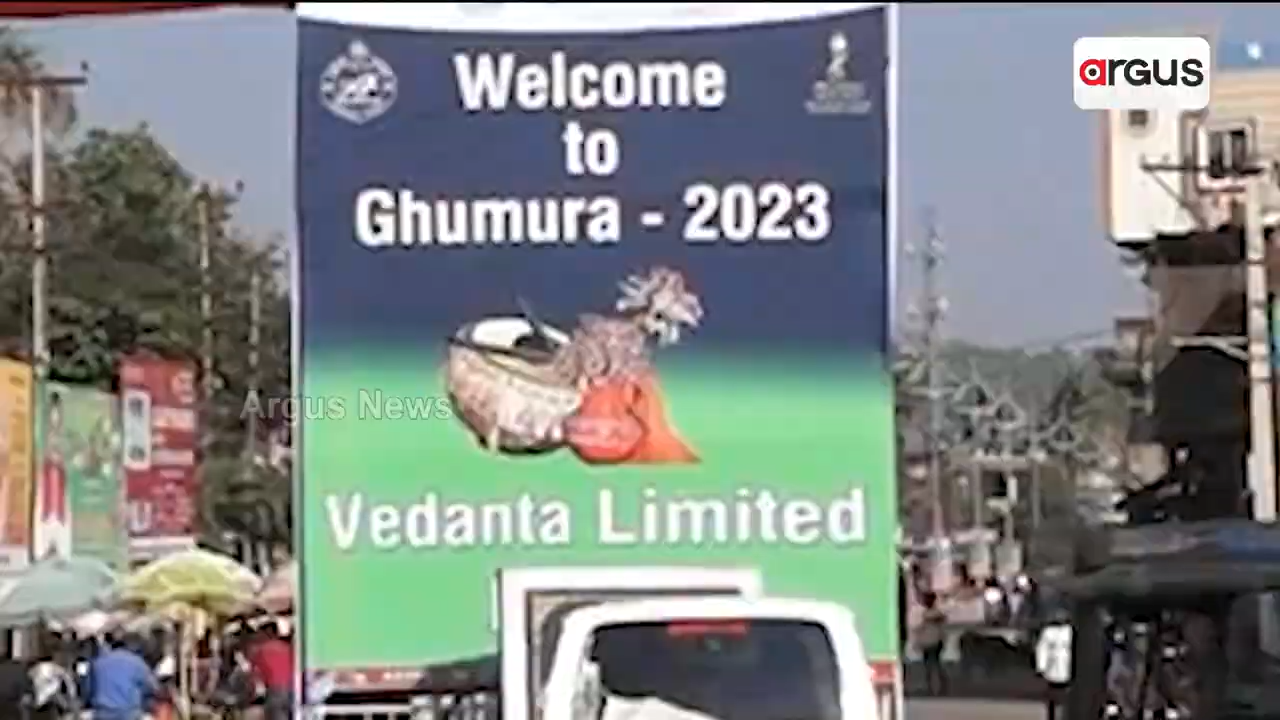 argus
Welcome
to
Ghumura - 2023
Argus News
Vedanta Limited